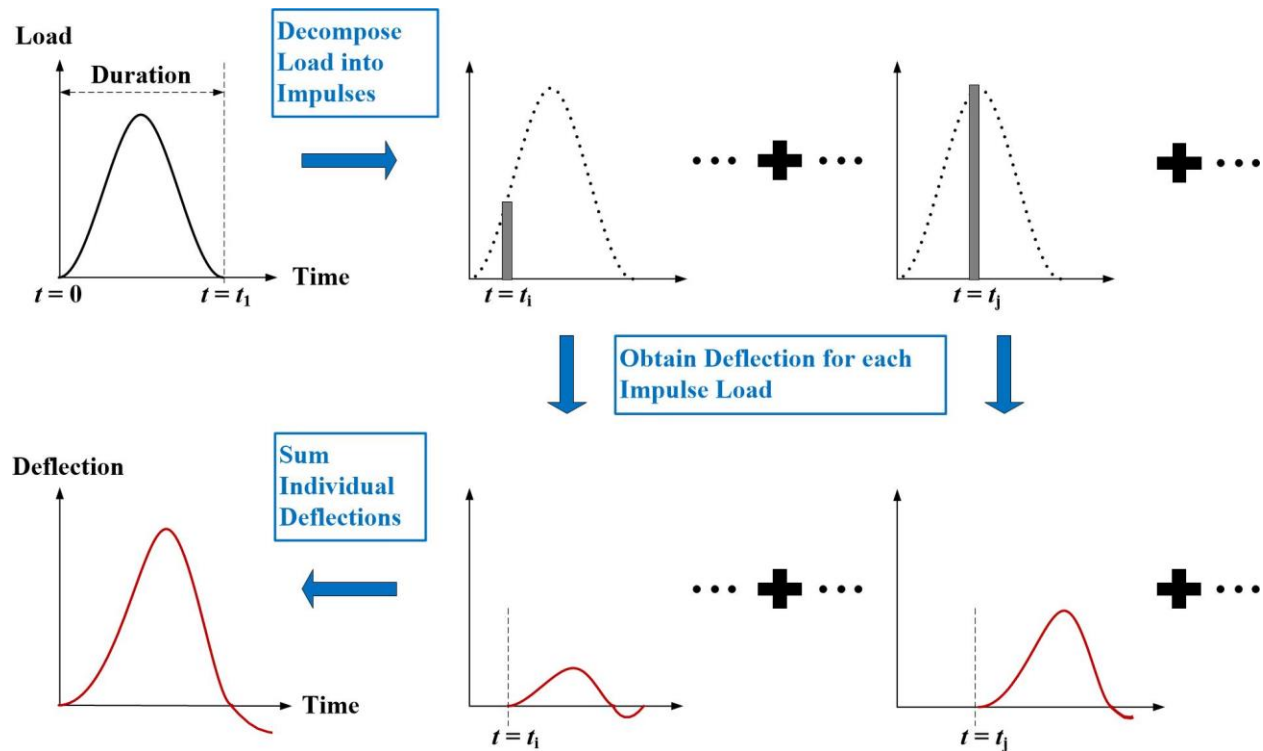 Load
Duration
Time
t = 0
t = t₁
Decompose
Load into
Impulses
t = tᵢ
t = tⱼ
Obtain Deflection for each
Impulse Load
Sum
Individual
Deflections
Deflection
Time
t = tᵢ
t = tⱼ